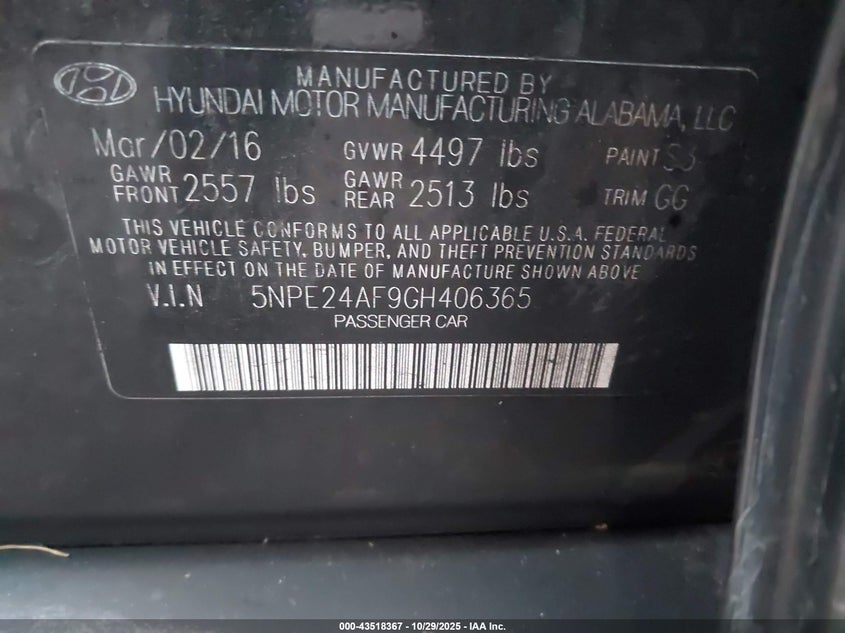 MANUFACTURED BY
HYUNDAI MOTOR MANUFACTURING ALABAMA, LLC
Mar/02/16 GVWR 4497 lbs PAINT S3
GAWR FRONT 2557 lbs GAWR REAR 2513 lbs TRIM GG
THIS VEHICLE CONFORMS TO ALL APPLICABLE U.S.A. FEDERAL
MOTOR VEHICLE SAFETY, BUMPER, AND THEFT PREVENTION STANDARDS
IN EFFECT ON THE DATE OF MANUFACTURE SHOWN ABOVE
V.I.N 5NPE24AF9GH406365
PASSENGER CAR
000-43518367 - 10/29/2025 - IAA Inc.